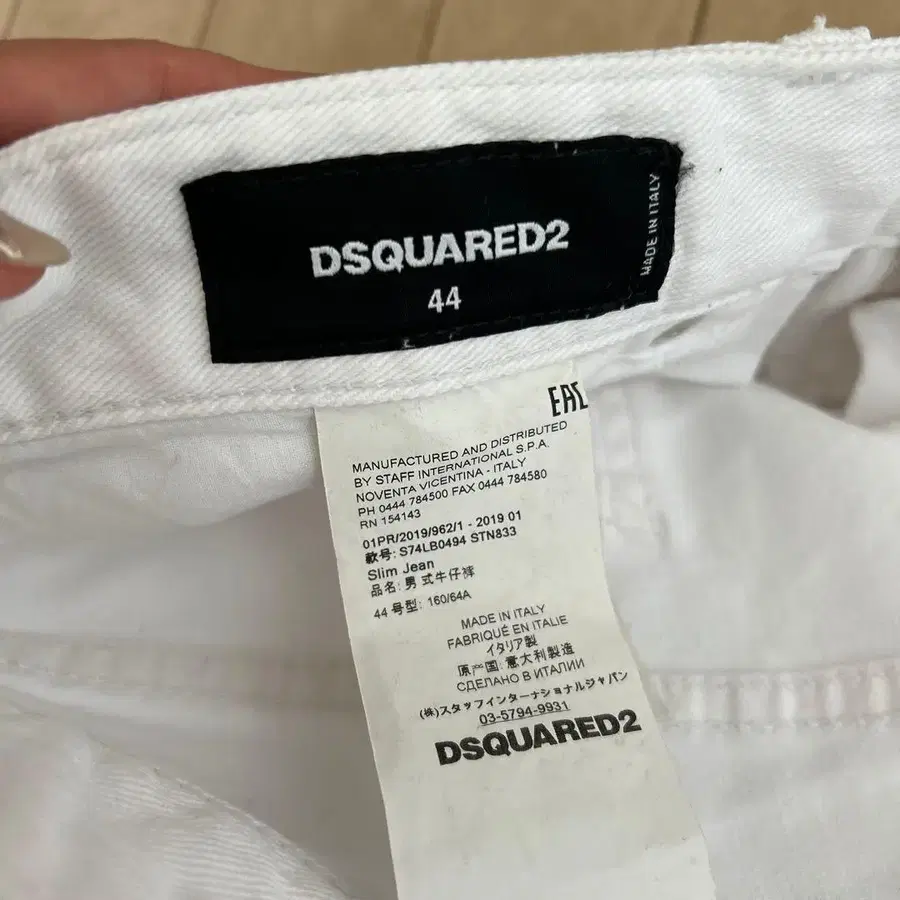 DSQUARED2
44
MADE IN ITALY
EAC
MANUFACTURED AND DISTRIBUTED
BY STAFF INTERNATIONAL S.P.A.
NOVENTA VICENTINA - ITALY
PH 0444 784500 FAX 0444 784580
RN 154143
01PR/2019/962/1 - 2019 01
款号: S74LB0494 STN833
Slim Jean
品名: 男式牛仔裤
44 号型: 160/64A
MADE IN ITALY
FABRIQUÉ EN ITALIE
イタリア製
原产国: 意大利製造
СДЕЛАНО В ИТАЛИИ
(株)スタッフインターナショナルジャパン
03-5794-9931
DSQUARED2